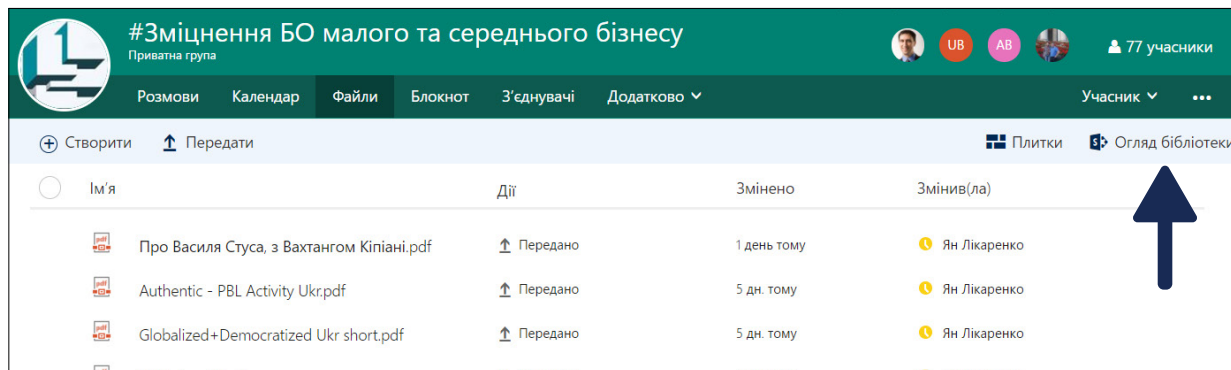 #Зміцнення БО малого та середнього бізнесу
Приватна група
UB AB 77 учасники
Розмови Календар Файли Блокнот З'єднувачі Додатково Учасник
Створити Передати Плитки Огляд бібліотеки
Ім'я Дії Змінено Змінив(ла)
Про Василя Стуса, з Вахтангом Кіпіані.pdf Передано 1 день тому Ян Лікаренко
Authentic - PBL Activity Ukr.pdf Передано 5 дн. тому Ян Лікаренко
Globalized+Democratized Ukr short.pdf Передано 5 дн. тому Ян Лікаренко